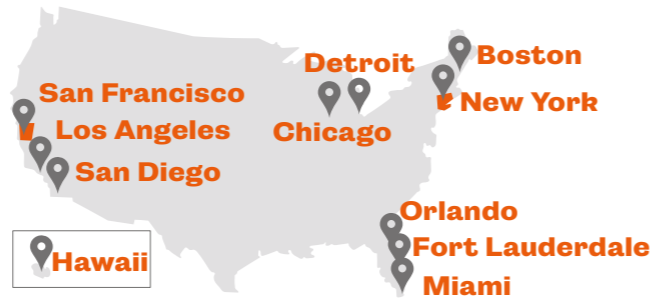 Detroit
Boston
San Francisco
New York
Los Angeles
Chicago
San Diego
Orlando
Fort Lauderdale
Hawaii
Miami